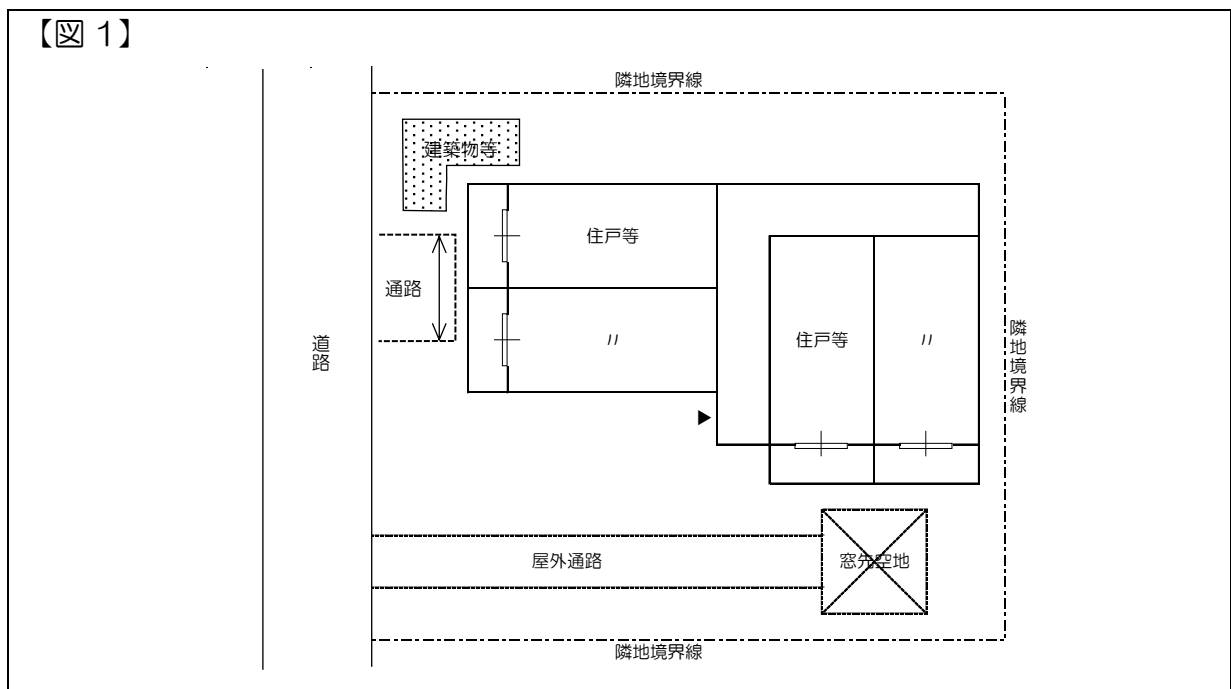 【図 1】
隣地境界線
建築物等
住戸等
通路
〃
住戸等
〃
道路
隣地境界線
屋外通路
窓先空地
隣地境界線